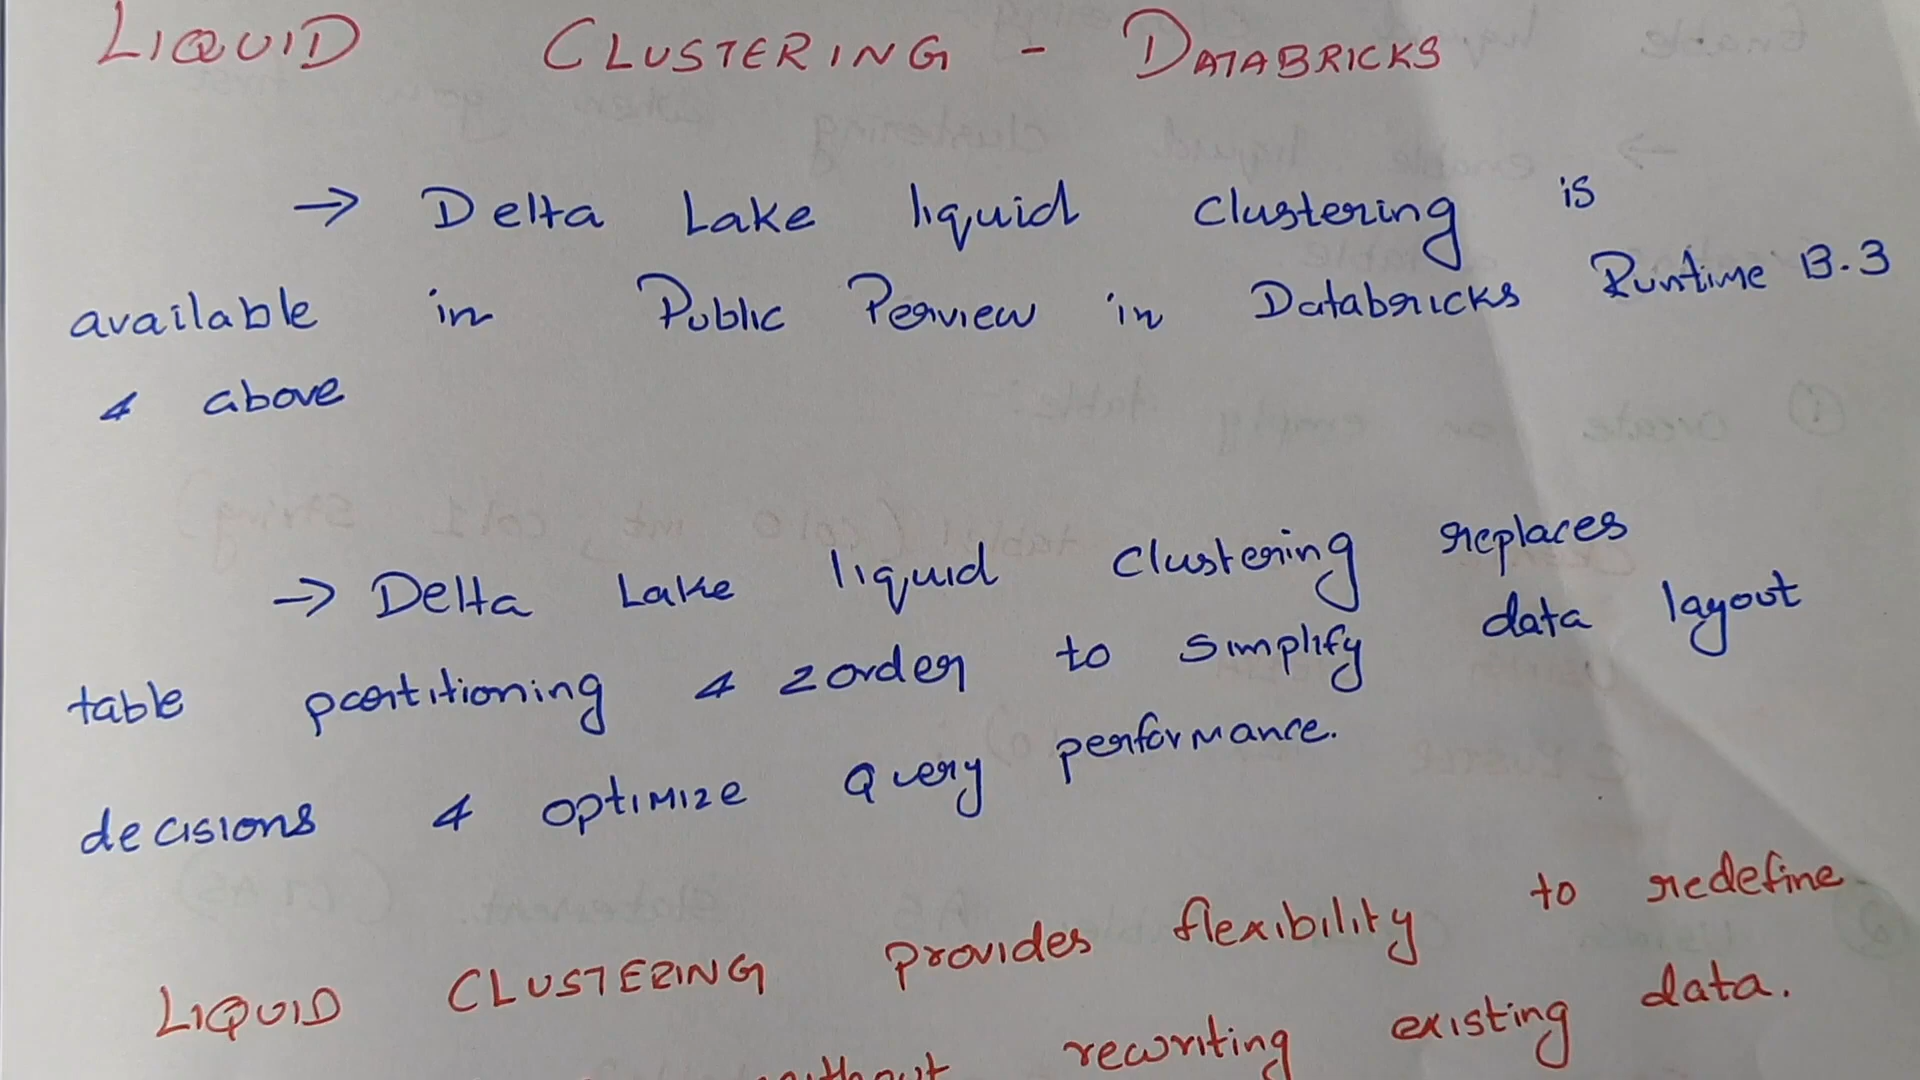 LIQUID CLUSTERING - DATABRICKS
→ Delta Lake liquid clustering is
available in Public Perview in Databricks Runtime 13.3
& above
→ Delta Lake liquid clustering replaces
table partitioning & zorder to simplify data layout
decisions & optimize query performance.
LIQUID CLUSTERING provides flexibility to redefine
without rewriting existing data.